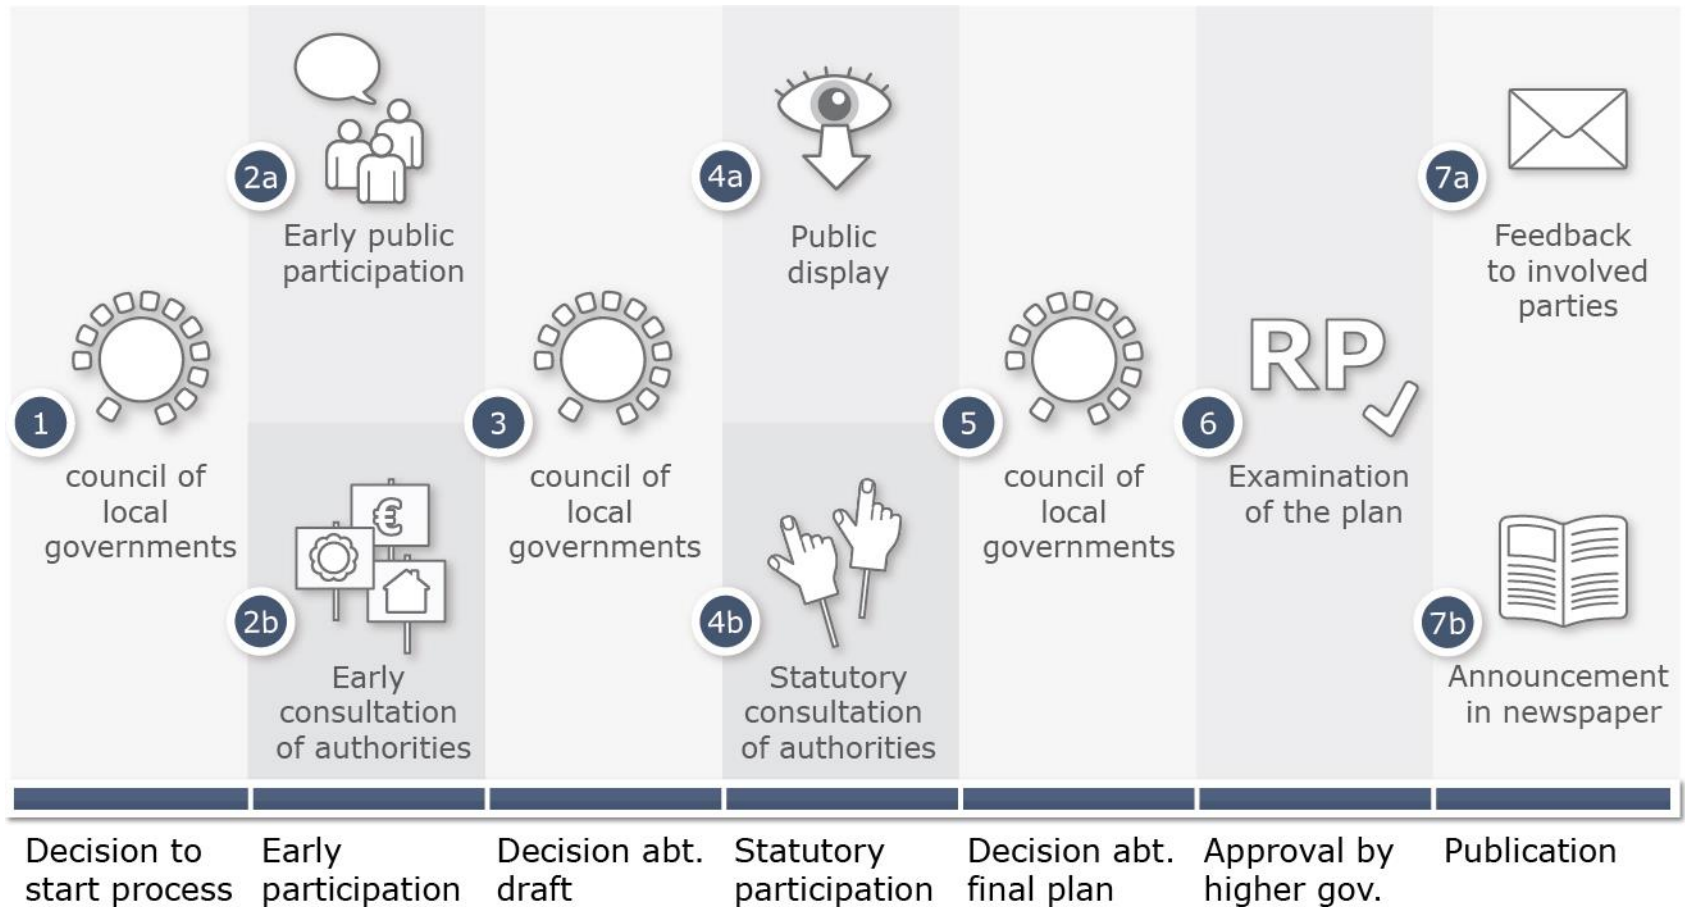 1
council of
local
governments
2a
Early public
participation
2b
€
Early
consultation
of authorities
3
council of
local
governments
4a
Public
display
4b
Statutory
consultation
of authorities
5
council of
local
governments
6
RP
Examination
of the plan
7a
Feedback
to involved
parties
7b
Announcement
in newspaper
Decision to
start process
Early
participation
Decision abt.
draft
Statutory
participation
Decision abt.
final plan
Approval by
higher gov.
Publication